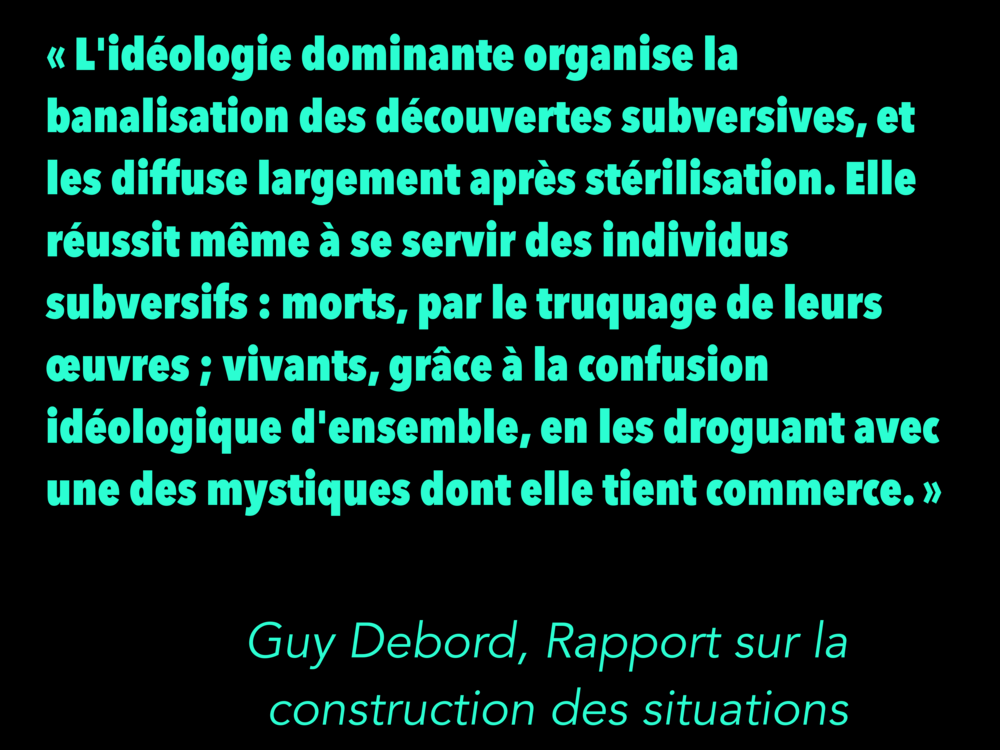 « L'idéologie dominante organise la
banalisation des découvertes subversives, et
les diffuse largement après stérilisation. Elle
réussit même à se servir des individus
subversifs : morts, par le truquage de leurs
œuvres ; vivants, grâce à la confusion
idéologique d'ensemble, en les droguant avec
une des mystiques dont elle tient commerce. »
Guy Debord, Rapport sur la
construction des situations